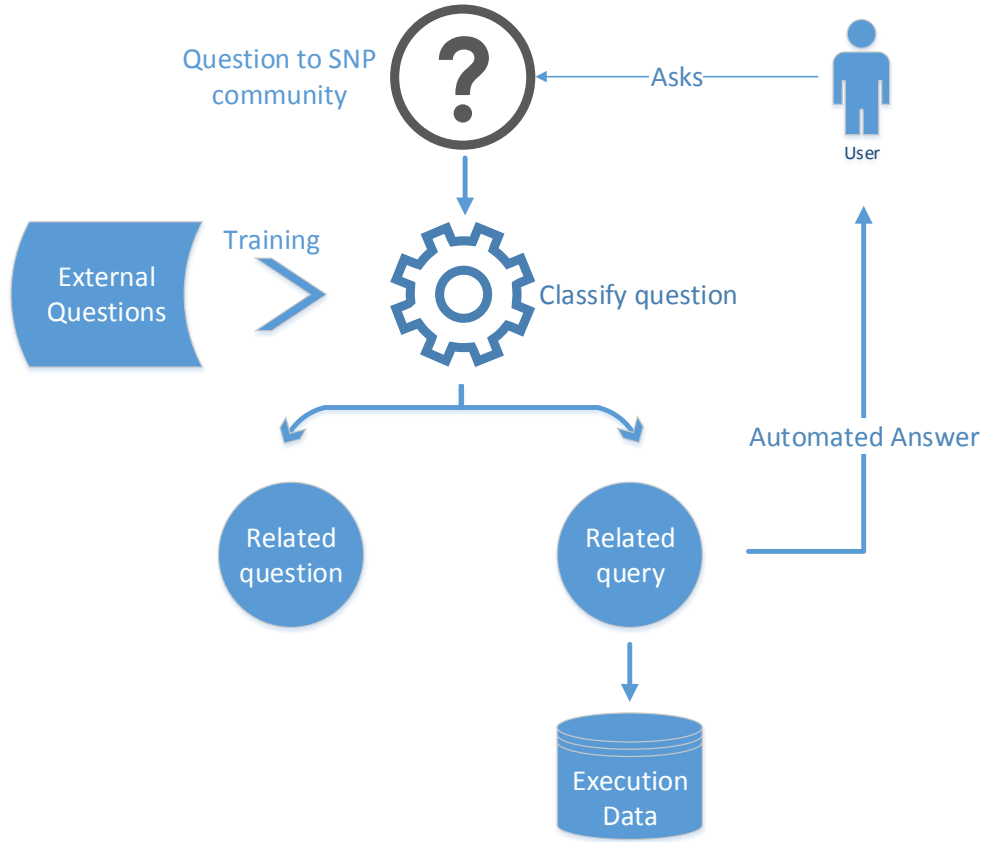 Question to SNP
community
?
Asks
User
Training
External
Questions
Classify question
Automated Answer
Related
question
Related
query
Execution
Data